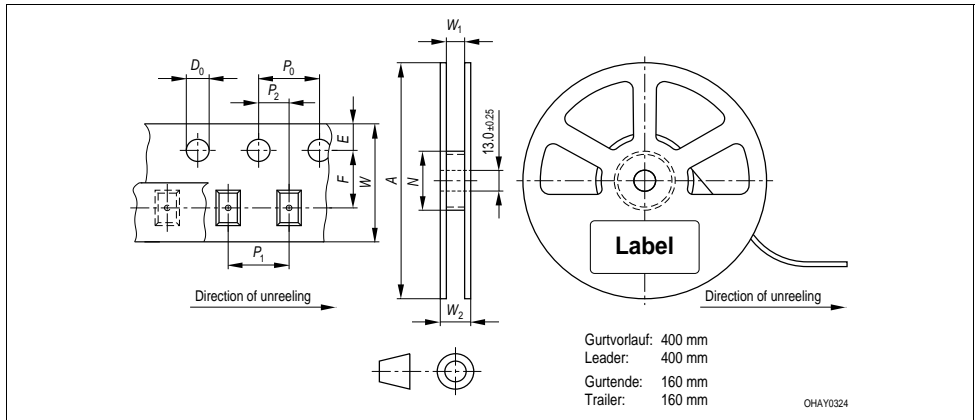 W1
D0
P0
P2
E
F
W
A
N
13.0 ±0.25
Label
P1
W2
Direction of unreeling
Direction of unreeling
Gurtvorlauf: 400 mm
Leader: 400 mm
Gurtende: 160 mm
Trailer: 160 mm
OHAY0324